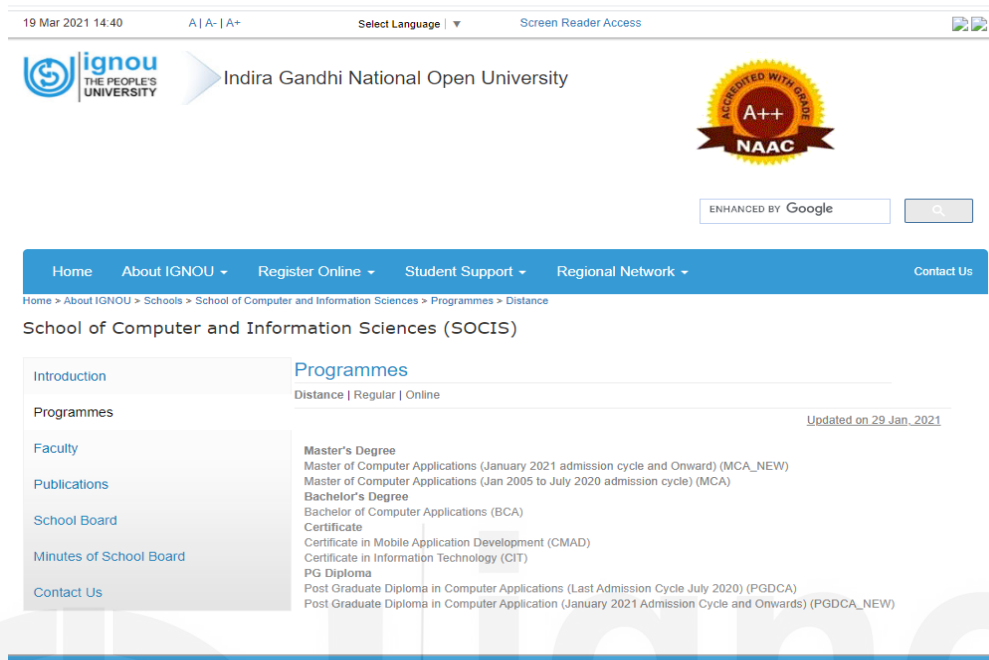 19 Mar 2021 14:40 A | A- | A+ Select Language ▼ Screen Reader Access
ignou
THE PEOPLE'S
UNIVERSITY
Indira Gandhi National Open University
ACCREDITED WITH GRADE
A++
NAAC
ENHANCED BY Google
Home About IGNOU Register Online Student Support Regional Network Contact Us
Home > About IGNOU > Schools > School of Computer and Information Sciences > Programmes > Distance
School of Computer and Information Sciences (SOCIS)
Introduction
Programmes
Faculty
Publications
School Board
Minutes of School Board
Contact Us
Programmes
Distance | Regular | Online
Updated on 29 Jan, 2021
Master's Degree
Master of Computer Applications (January 2021 admission cycle and Onward) (MCA_NEW)
Master of Computer Applications (Jan 2005 to July 2020 admission cycle) (MCA)
Bachelor's Degree
Bachelor of Computer Applications (BCA)
Certificate
Certificate in Mobile Application Development (CMAD)
Certificate in Information Technology (CIT)
PG Diploma
Post Graduate Diploma in Computer Applications (Last Admission Cycle July 2020) (PGDCA)
Post Graduate Diploma in Computer Application (January 2021 Admission Cycle and Onwards) (PGDCA_NEW)